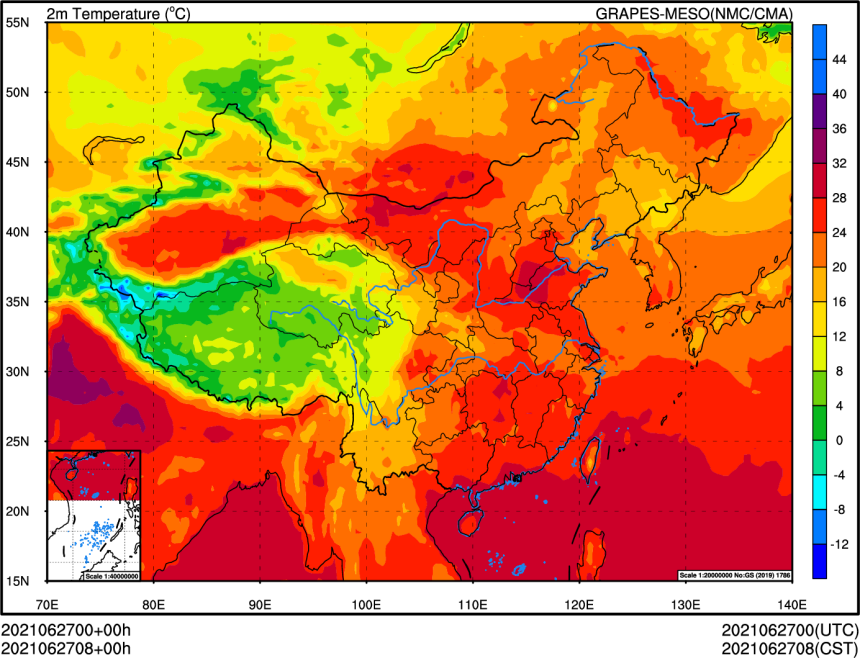 2m Temperature (°C) GRAPES-MESO(NMC/CMA)
55N
50N
45N
40N
35N
30N
25N
20N
15N
70E 80E 90E 100E 110E 120E 130E 140E
44
40
36
32
28
24
20
16
12
8
4
0
-4
-8
-12
Scale 1:40000000
Scale 1:20000000 No:GS (2019) 1786
2021062700+00h 2021062700(UTC)
2021062708+00h 2021062708(CST)